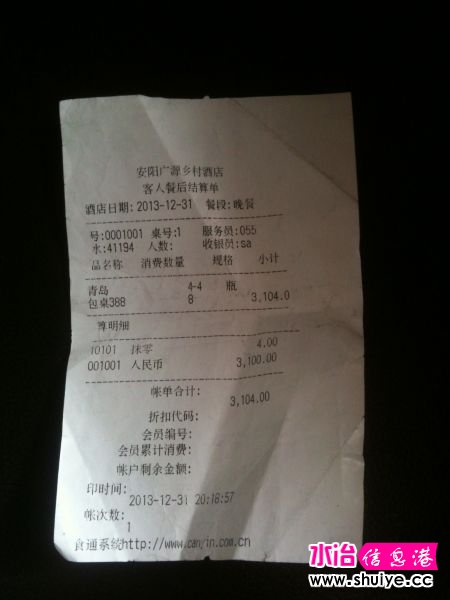 安阳广源乡村酒店
客人餐后结算单
酒店日期:2013-12-31 餐段:晚餐
号:0001001 桌号:1 服务员:055
水:41194 人数: 收银员:sa
品名称 消费数量 规格 小计
青岛 4-4 瓶
包桌388 8 3,104.0
算明细
10101 抹零 4.00
001001 人民币 3,100.00
帐单合计: 3,104.00
折扣代码:
会员编号:
会员累计消费:
帐户剩余金额:
印时间:
2013-12-31 20:18:57
帐次数:
1
食通系统http://www.canyin.com.cn
水冶信息港
www.shuiye.cc